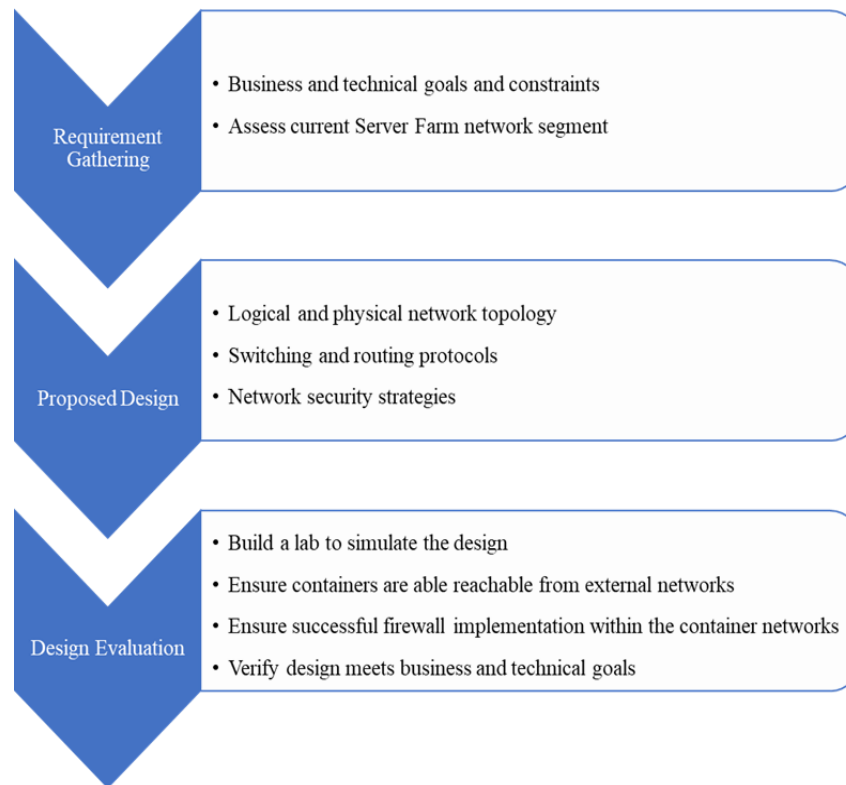 Requirement
Gathering
• Business and technical goals and constraints
• Assess current Server Farm network segment
Proposed Design
• Logical and physical network topology
• Switching and routing protocols
• Network security strategies
Design Evaluation
• Build a lab to simulate the design
• Ensure containers are able reachable from external networks
• Ensure successful firewall implementation within the container networks
• Verify design meets business and technical goals